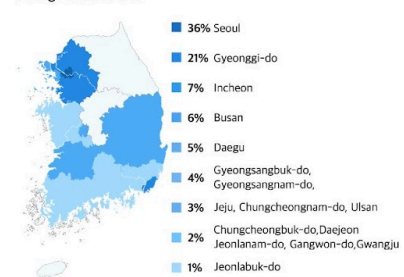 36% Seoul
21% Gyeonggi-do
7% Incheon
6% Busan
5% Daegu
4% Gyeongsangbuk-do,
Gyeongsangnam-do,
3% Jeju, Chungcheongnam-do, Ulsan
2% Chungcheongbuk-do,Daejeon
Jeonlanam-do, Gangwon-do,Gwangju
1% Jeonlabuk-do